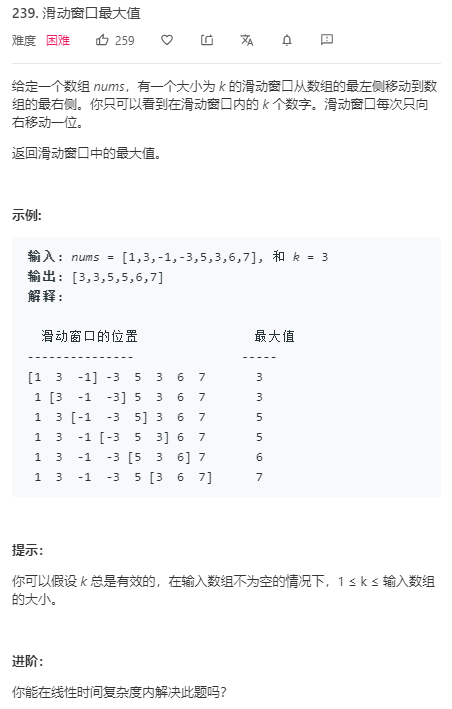 239. 滑动窗口最大值
难度 困难 259
给定一个数组 nums，有一个大小为 k 的滑动窗口从数组的最左侧移动到数
组的最右侧。你只可以看到在滑动窗口内的 k 个数字。滑动窗口每次只向
右移动一位。
返回滑动窗口中的最大值。
示例:
输入: nums = [1,3,-1,-3,5,3,6,7], 和 k = 3
输出: [3,3,5,5,6,7]
解释:
滑动窗口的位置 最大值
--------------- -----
[1 3 -1] -3 5 3 6 7 3
1 [3 -1 -3] 5 3 6 7 3
1 3 [-1 -3 5] 3 6 7 5
1 3 -1 [-3 5 3] 6 7 5
1 3 -1 -3 [5 3 6] 7 6
1 3 -1 -3 5 [3 6 7] 7
提示：
你可以假设 k 总是有效的，在输入数组不为空的情况下，1 ≤ k ≤ 输入数组
的大小。
进阶：
你能在线性时间复杂度内解决此题吗？